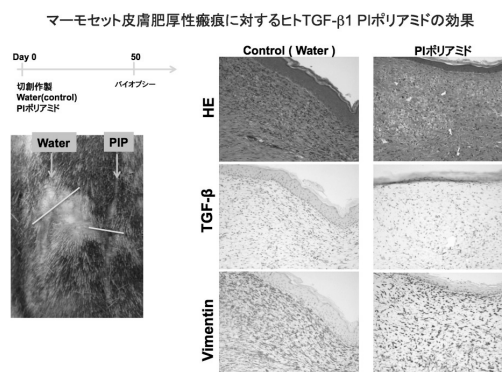 マーモセット皮膚肥厚性瘢痕に対するヒトTGF-β1 PIポリアミドの効果
Day 0
50
切創作製
Water(control)
PIポリアミド
バイオプシー
Water
PIP
Control ( Water )
PIポリアミド
HE
TGF-β
Vimentin